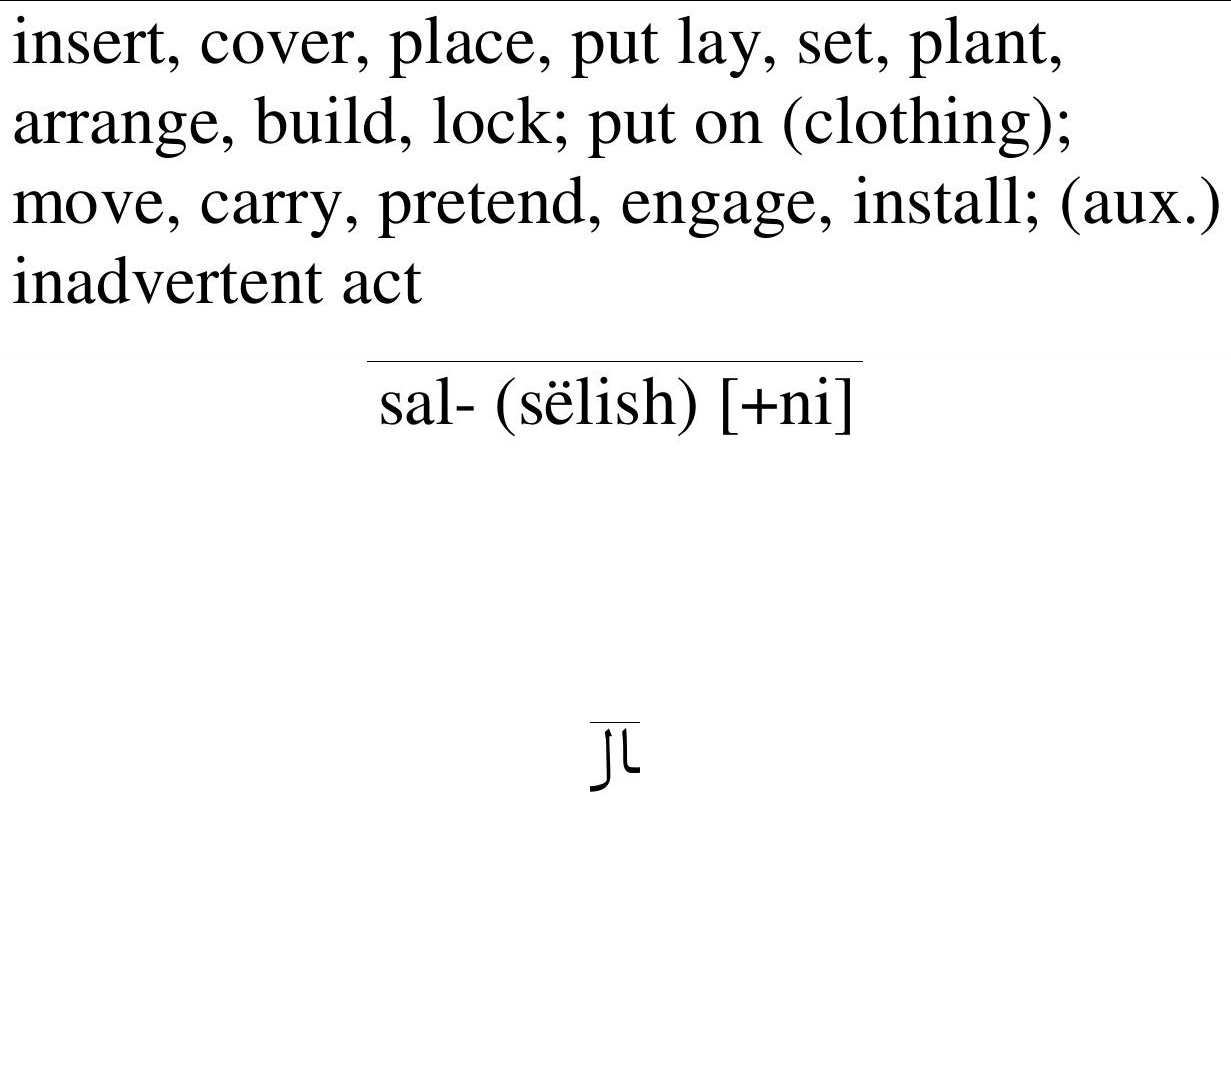 insert, cover, place, put lay, set, plant,
arrange, build, lock; put on (clothing);
move, carry, pretend, engage, install; (aux.)
inadvertent act
sal- (sëlish) [+ni]